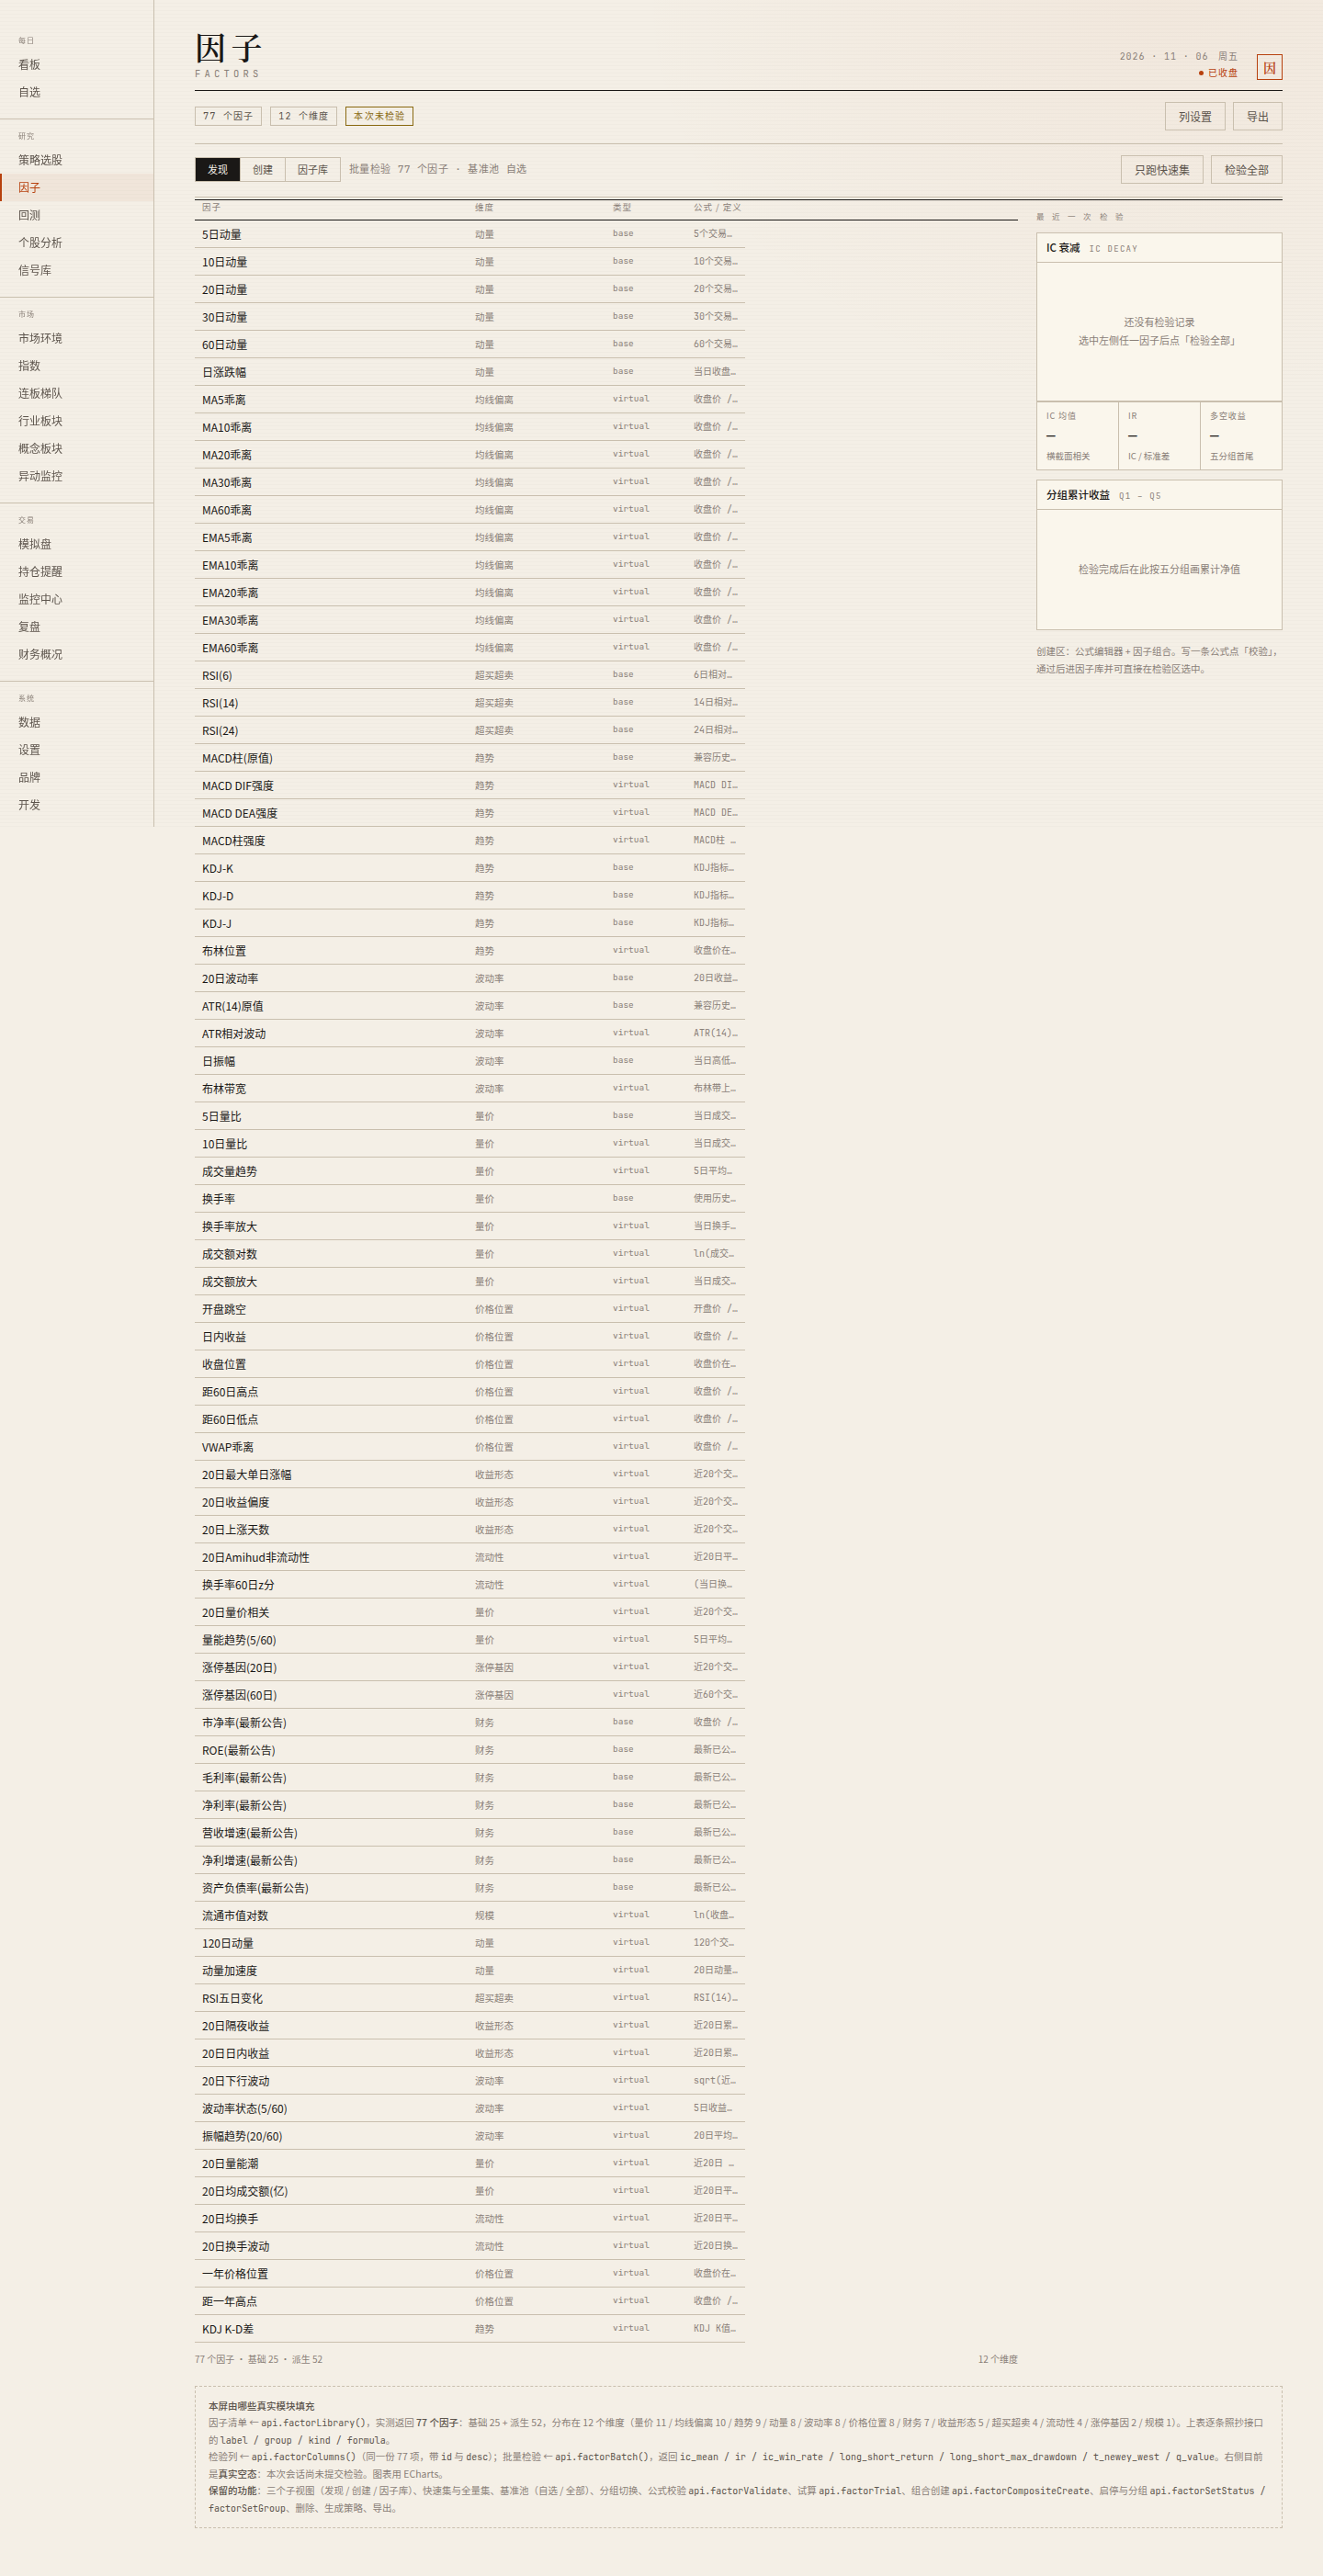 每日
看板
自选
研究
策略选股
因子
回测
个股分析
信号库
市场
市场环境
指数
连板梯队
行业板块
概念板块
异动监控
交易
模拟盘
持仓提醒
监控中心
复盘
财务概况
系统
数据
设置
品牌
开发
因子
FACTORS
2026 · 11 · 06 周五
已收盘
因
77 个因子 12 个维度 本次未检验 列设置 导出
发现 创建 因子库 批量检验 77 个因子 · 基准池 自选 只跑快速集 检验全部
因子 维度 类型 公式 / 定义
5日动量 动量 base 5个交易…
10日动量 动量 base 10个交易…
20日动量 动量 base 20个交易…
30日动量 动量 base 30个交易…
60日动量 动量 base 60个交易…
日涨跌幅 动量 base 当日收盘…
MA5乖离 均线偏离 virtual 收盘价 /…
MA10乖离 均线偏离 virtual 收盘价 /…
MA20乖离 均线偏离 virtual 收盘价 /…
MA30乖离 均线偏离 virtual 收盘价 /…
MA60乖离 均线偏离 virtual 收盘价 /…
EMA5乖离 均线偏离 virtual 收盘价 /…
EMA10乖离 均线偏离 virtual 收盘价 /…
EMA20乖离 均线偏离 virtual 收盘价 /…
EMA30乖离 均线偏离 virtual 收盘价 /…
EMA60乖离 均线偏离 virtual 收盘价 /…
RSI(6) 超买超卖 base 6日相对…
RSI(14) 超买超卖 base 14日相对…
RSI(24) 超买超卖 base 24日相对…
MACD柱(原值) 趋势 base 兼容历史…
MACD DIF强度 趋势 virtual MACD DI…
MACD DEA强度 趋势 virtual MACD DE…
MACD柱强度 趋势 virtual MACD柱 …
KDJ-K 趋势 base KDJ指标…
KDJ-D 趋势 base KDJ指标…
KDJ-J 趋势 base KDJ指标…
布林位置 趋势 virtual 收盘价在…
20日波动率 波动率 base 20日收益…
ATR(14)原值 波动率 base 兼容历史…
ATR相对波动 波动率 virtual ATR(14)…
日振幅 波动率 base 当日高低…
布林带宽 波动率 virtual 布林带上…
5日量比 量价 base 当日成交…
10日量比 量价 virtual 当日成交…
成交量趋势 量价 virtual 5日平均…
换手率 量价 base 使用历史…
换手率放大 量价 virtual 当日换手…
成交额对数 量价 virtual ln(成交…
成交额放大 量价 virtual 当日成交…
开盘跳空 价格位置 virtual 开盘价 /…
日内收益 价格位置 virtual 收盘价 /…
收盘位置 价格位置 virtual 收盘价在…
距60日高点 价格位置 virtual 收盘价 /…
距60日低点 价格位置 virtual 收盘价 /…
VWAP乖离 价格位置 virtual 收盘价 /…
20日最大单日涨幅 收益形态 virtual 近20个交…
20日收益偏度 收益形态 virtual 近20个交…
20日上涨天数 收益形态 virtual 近20个交…
20日Amihud非流动性 流动性 virtual 近20日平…
换手率60日z分 流动性 virtual (当日换…
20日量价相关 量价 virtual 近20个交…
量能趋势(5/60) 量价 virtual 5日平均…
涨停基因(20日) 涨停基因 virtual 近20个交…
涨停基因(60日) 涨停基因 virtual 近60个交…
市净率(最新公告) 财务 base 收盘价 /…
ROE(最新公告) 财务 base 最新已公…
毛利率(最新公告) 财务 base 最新已公…
净利率(最新公告) 财务 base 最新已公…
营收增速(最新公告) 财务 base 最新已公…
净利增速(最新公告) 财务 base 最新已公…
资产负债率(最新公告) 财务 base 最新已公…
流通市值对数 规模 virtual ln(收盘…
120日动量 动量 virtual 120个交…
动量加速度 动量 virtual 20日动量…
RSI五日变化 超买超卖 virtual RSI(14)…
20日隔夜收益 收益形态 virtual 近20日累…
20日日内收益 收益形态 virtual 近20日累…
20日下行波动 波动率 virtual sqrt(近…
波动率状态(5/60) 波动率 virtual 5日收益…
振幅趋势(20/60) 波动率 virtual 20日平均…
20日量能潮 量价 virtual 近20日 …
20日均成交额(亿) 量价 virtual 近20日平…
20日均换手 流动性 virtual 近20日平…
20日换手波动 流动性 virtual 近20日换…
一年价格位置 价格位置 virtual 收盘价在…
距一年高点 价格位置 virtual 收盘价 /…
KDJ K-D差 趋势 virtual KDJ K值…
77 个因子 · 基础 25 · 派生 52 12 个维度
最近一次检验
IC 衰减 IC DECAY
还没有检验记录
选中左侧任一因子后点「检验全部」
IC 均值 IR 多空收益
— — —
横截面相关 IC / 标准差 五分组首尾
分组累计收益 Q1 – Q5
检验完成后在此按五分组画累计净值
创建区：公式编辑器 + 因子组合。写一条公式点「校验」，
通过后进因子库并可直接在检验区选中。
本屏由哪些真实模块填充
因子清单 ← api.factorLibrary()，实测返回 77 个因子：基础 25 + 派生 52，分布在 12 个维度（量价 11 / 均线偏离 10 / 趋势 9 / 动量 8 / 波动率 8 / 价格位置 8 / 财务 7 / 收益形态 5 / 超买超卖 4 / 流动性 4 / 涨停基因 2 / 规模 1）。上表逐条照抄接口
的 label / group / kind / formula。
检验列 ← api.factorColumns()（同一份 77 项，带 id 与 desc）；批量检验 ← api.factorBatch()，返回 ic_mean / ir / ic_win_rate / long_short_return / long_short_max_drawdown / t_newey_west / q_value。右侧目前
是真实空态：本次会话尚未提交检验。图表用 ECharts。
保留的功能：三个子视图（发现 / 创建 / 因子库）、快速集与全量集、基准池（自选 / 全部）、分组切换、公式校验 api.factorValidate、试算 api.factorTrial、组合创建 api.factorCompositeCreate、启停与分组 api.factorSetStatus /
factorSetGroup、删除、生成策略、导出。